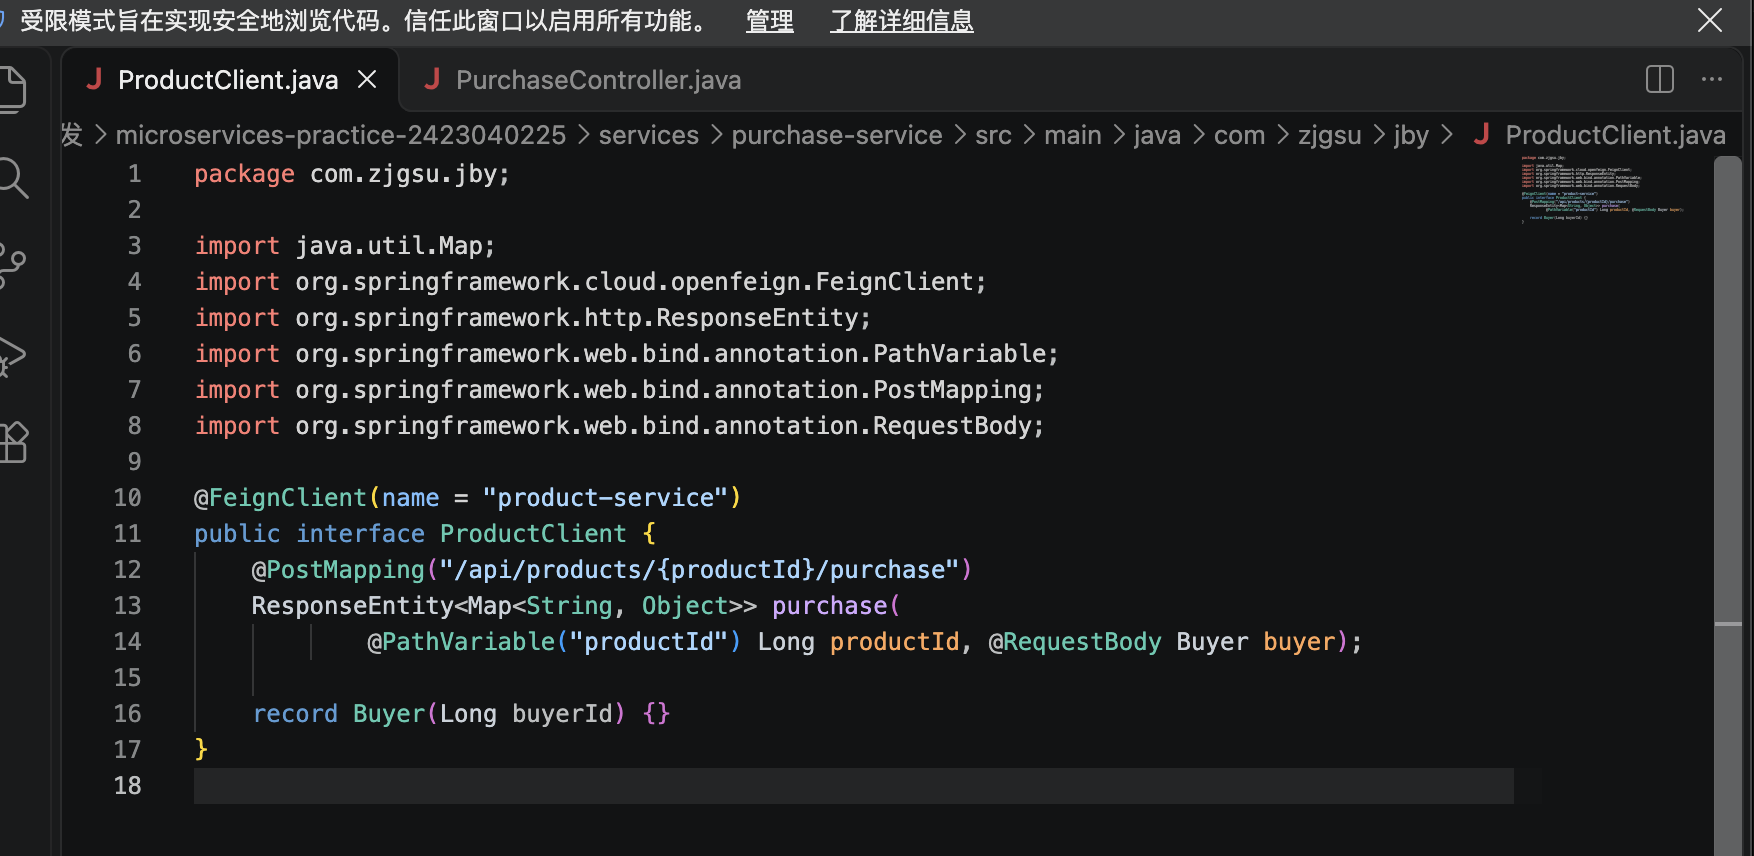 受限模式旨在实现安全地浏览代码。信任此窗口以启用所有功能。 管理 了解详细信息
ProductClient.java PurchaseController.java
发 > microservices-practice-2423040225 > services > purchase-service > src > main > java > com > zjgsu > jby > ProductClient.java
1 package com.zjgsu.jby;
2
3 import java.util.Map;
4 import org.springframework.cloud.openfeign.FeignClient;
5 import org.springframework.http.ResponseEntity;
6 import org.springframework.web.bind.annotation.PathVariable;
7 import org.springframework.web.bind.annotation.PostMapping;
8 import org.springframework.web.bind.annotation.RequestBody;
9
10 @FeignClient(name = "product-service")
11 public interface ProductClient {
12 @PostMapping("/api/products/{productId}/purchase")
13 ResponseEntity<Map<String, Object>> purchase(
14 @PathVariable("productId") Long productId, @RequestBody Buyer buyer);
15
16 record Buyer(Long buyerId) {}
17 }
18